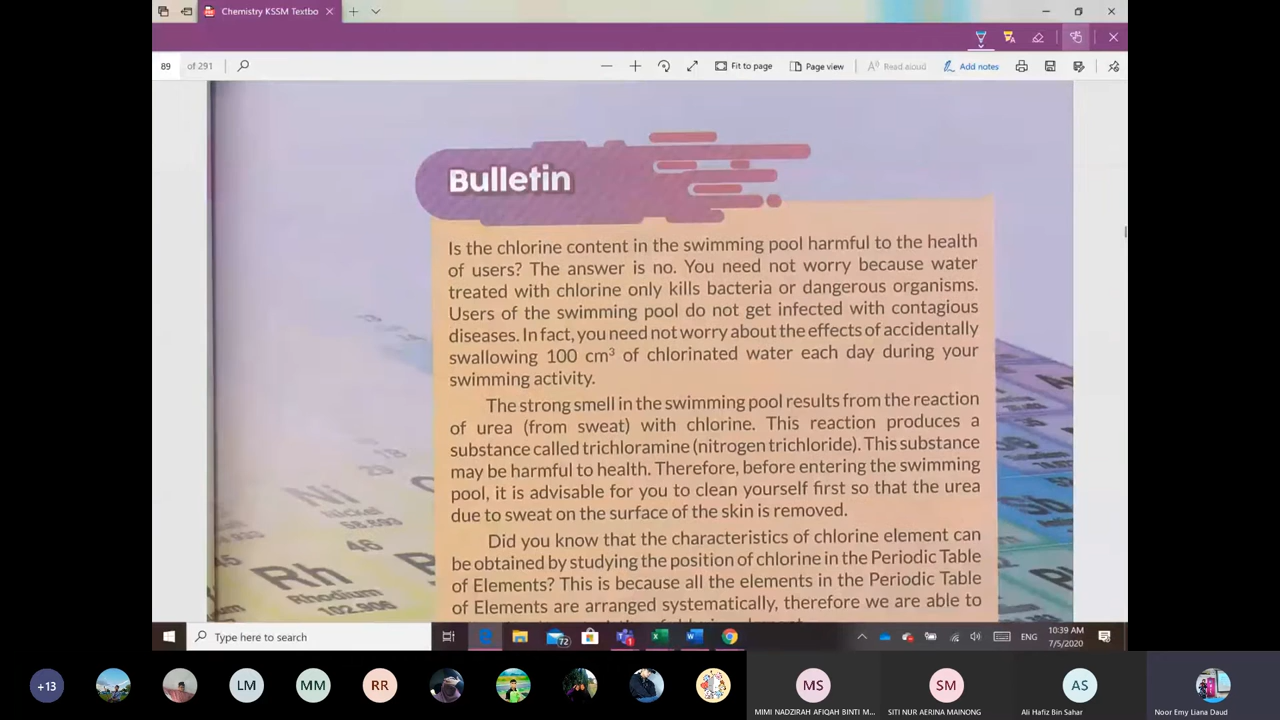 Chemistry KSSM Textbo
89 of 291
Fit to page
Page view
Read aloud
Add notes
Bulletin
Is the chlorine content in the swimming pool harmful to the health
of users? The answer is no. You need not worry because water
treated with chlorine only kills bacteria or dangerous organisms.
Users of the swimming pool do not get infected with contagious
diseases. In fact, you need not worry about the effects of accidentally
swallowing 100 cm³ of chlorinated water each day during your
swimming activity.
The strong smell in the swimming pool results from the reaction
of urea (from sweat) with chlorine. This reaction produces a
substance called trichloramine (nitrogen trichloride). This substance
may be harmful to health. Therefore, before entering the swimming
pool, it is advisable for you to clean yourself first so that the urea
due to sweat on the surface of the skin is removed.
Did you know that the characteristics of chlorine element can
be obtained by studying the position of chlorine in the Periodic Table
of Elements? This is because all the elements in the Periodic Table
of Elements are arranged systematically, therefore we are able to
Ni
Nickel
58.693
46
Rh
Rhodium
102.906
Sb
Type here to search
72
ENG
10:39 AM
7/5/2020
+13
LM
MM
RR
MS
SM
AS
MIMI NADZIRAH AFIQAH BINTI M...
SITI NUR AERINA MAINONG
Ali Hafiz Bin Sahar
Noor Emy Liana Daud